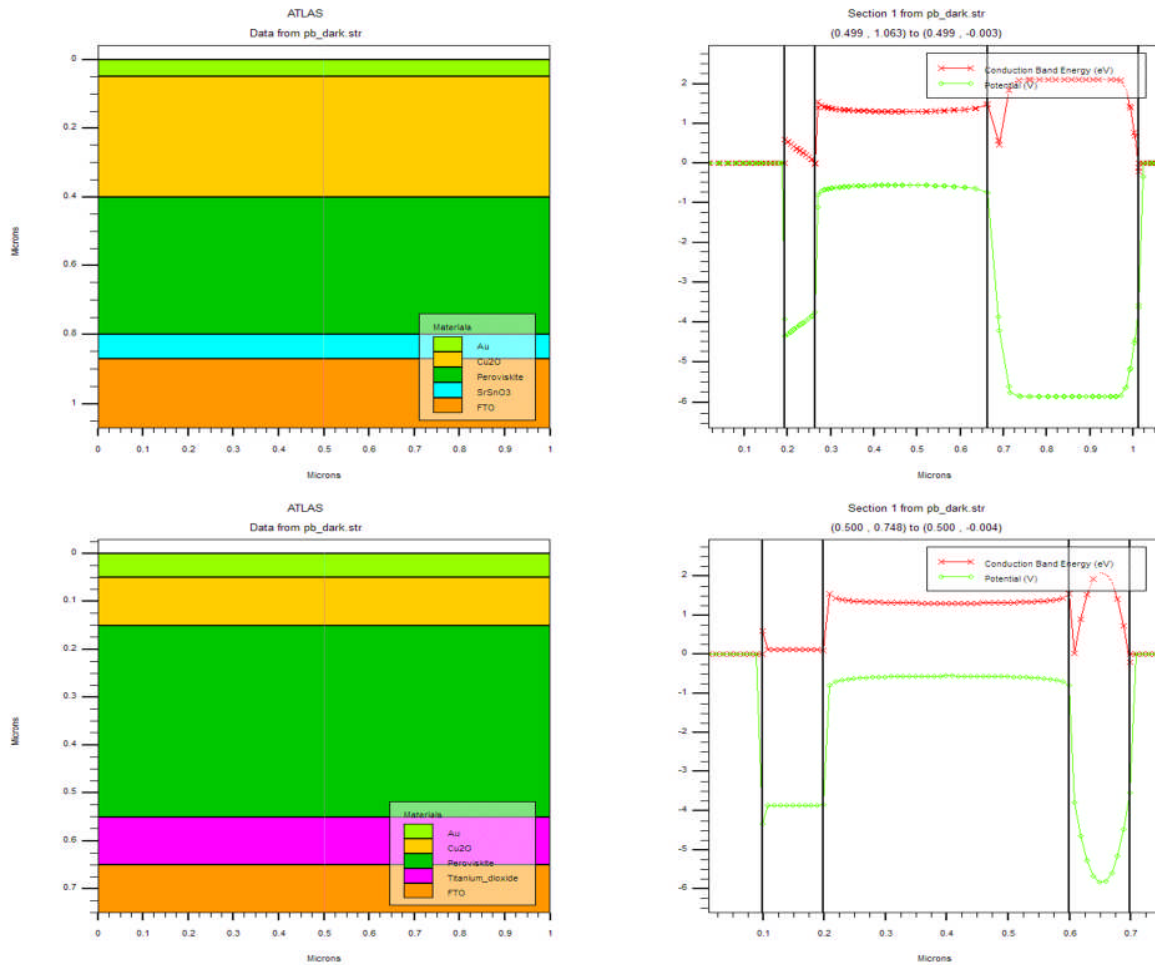 ATLAS
Data from pb_dark.str
Microns
0
0.2
0.4
0.6
0.8
1
Materials
Au
Cu2O
Peroviskite
SrSnO3
FTO
0 0.1 0.2 0.3 0.4 0.5 0.6 0.7 0.8 0.9 1
Microns
Section 1 from pb_dark.str
(0.499 , 1.063) to (0.499 , -0.003)
Conduction Band Energy (eV)
Potential (V)
2
1
0
-1
-2
-3
-4
-5
-6
0.1 0.2 0.3 0.4 0.5 0.6 0.7 0.8 0.9 1
Microns
ATLAS
Data from pb_dark.str
Microns
0
0.1
0.2
0.3
0.4
0.5
0.6
0.7
Materials
Au
Cu2O
Peroviskite
Titanium_dioxide
FTO
0 0.1 0.2 0.3 0.4 0.5 0.6 0.7 0.8 0.9 1
Microns
Section 1 from pb_dark.str
(0.500 , 0.748) to (0.500 , -0.004)
Conduction Band Energy (eV)
Potential (V)
2
1
0
-1
-2
-3
-4
-5
-6
0.1 0.2 0.3 0.4 0.5 0.6 0.7
Microns